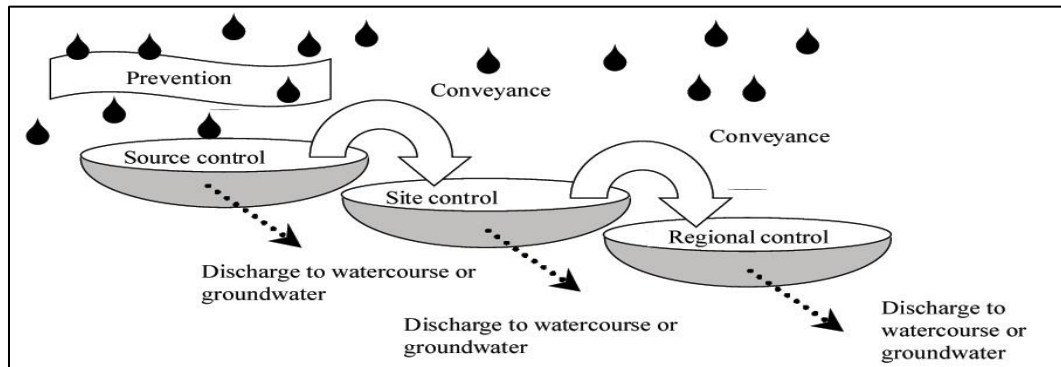 Prevention
Conveyance
Conveyance
Source control
Site control
Regional control
Discharge to watercourse or
groundwater
Discharge to watercourse or
groundwater
Discharge to
watercourse or
groundwater